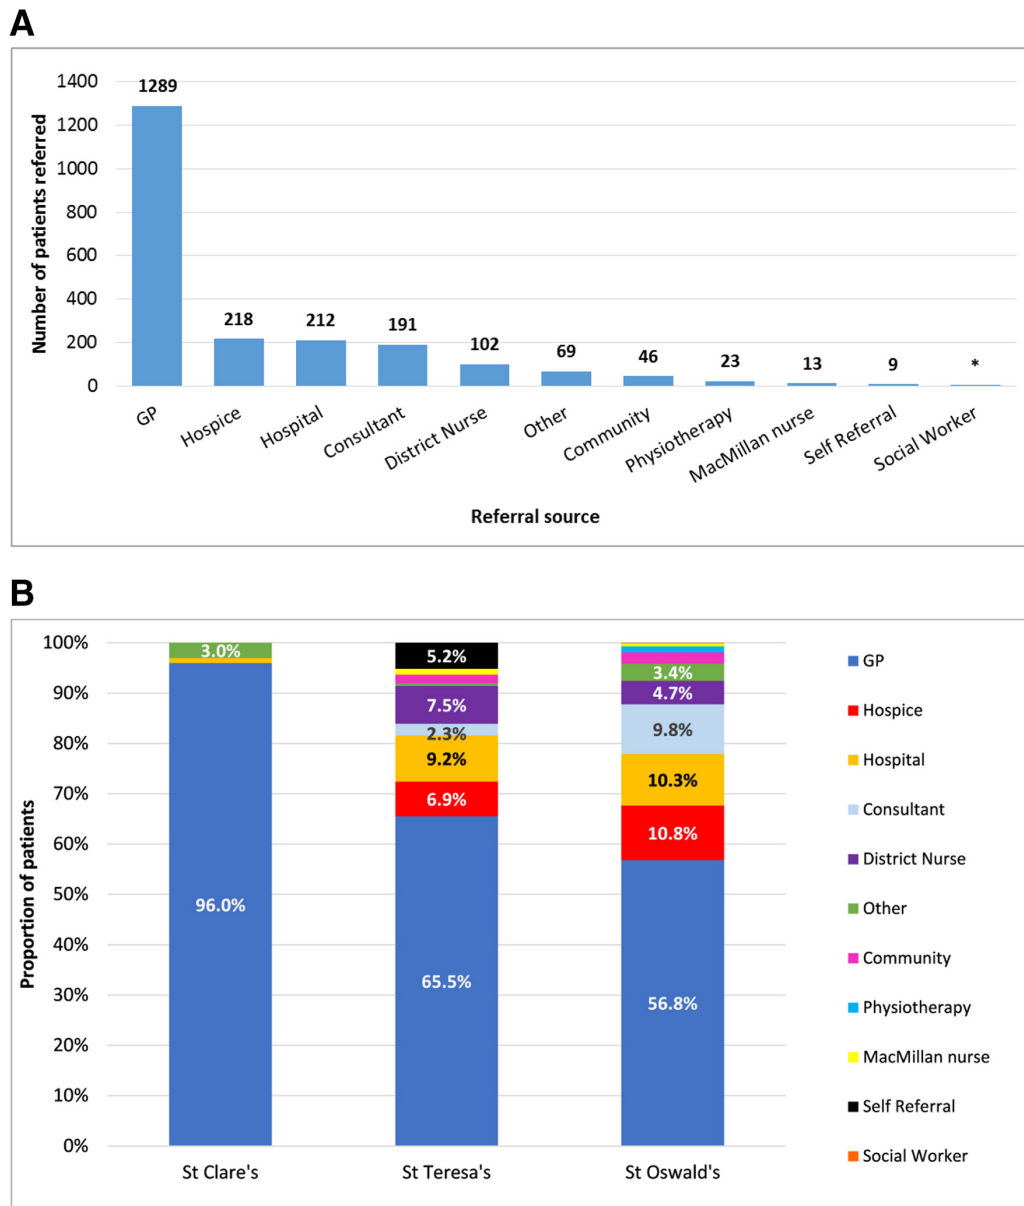 A
Number of patients referred
1400
1200
1000
800
600
400
200
0
1289
218
212
191
102
69
46
23
13
9
*
GP
Hospice
Hospital
Consultant
District Nurse
Other
Community
Physiotherapy
MacMillan nurse
Self Referral
Social Worker
Referral source
B
Proportion of patients
100%
90%
80%
70%
60%
50%
40%
30%
20%
10%
0%
3.0%
96.0%
5.2%
7.5%
2.3%
9.2%
6.9%
65.5%
3.4%
4.7%
9.8%
10.3%
10.8%
56.8%
St Clare's
St Teresa's
St Oswald's
GP
Hospice
Hospital
Consultant
District Nurse
Other
Community
Physiotherapy
MacMillan nurse
Self Referral
Social Worker